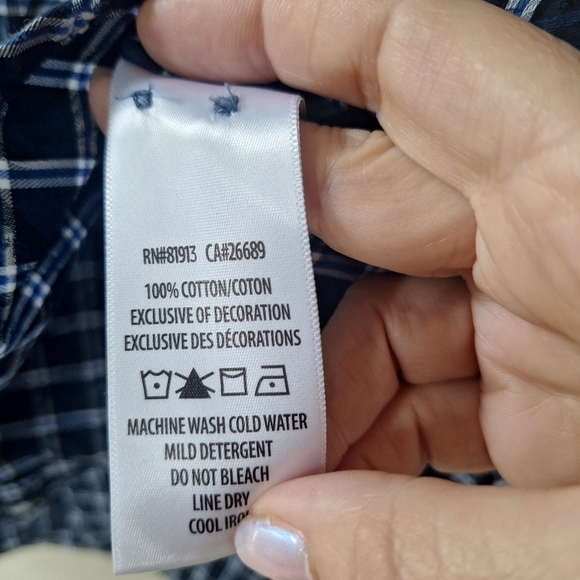 RN#81913 CA#26689
100% COTTON/COTON
EXCLUSIVE OF DECORATION
EXCLUSIVE DES DÉCORATIONS
MACHINE WASH COLD WATER
MILD DETERGENT
DO NOT BLEACH
LINE DRY
COOL